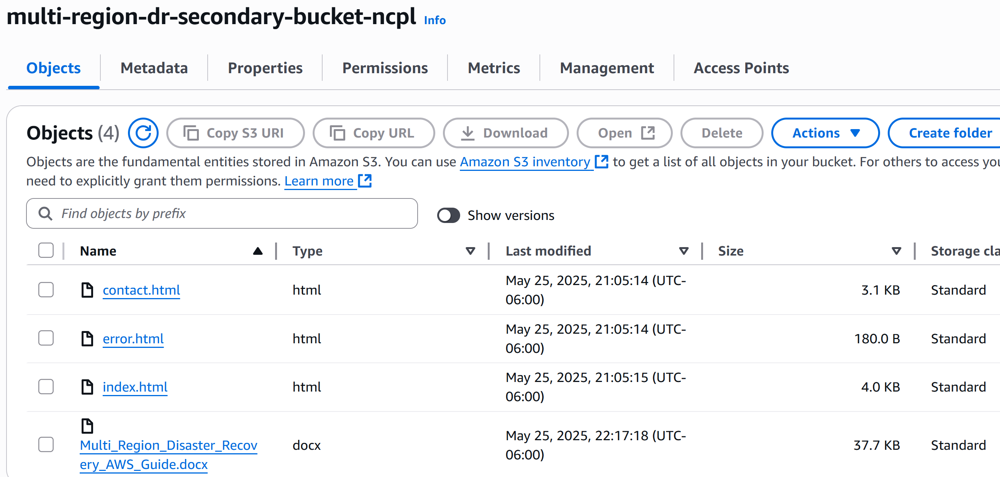 multi-region-dr-secondary-bucket-ncpl Info
Objects Metadata Properties Permissions Metrics Management Access Points
Objects (4) Copy S3 URI Copy URL Download Open Delete Actions Create folder
Objects are the fundamental entities stored in Amazon S3. You can use Amazon S3 inventory to get a list of all objects in your bucket. For others to access you
need to explicitly grant them permissions. Learn more
Find objects by prefix Show versions
Name Type Last modified Size Storage cla
contact.html html May 25, 2025, 21:05:14 (UTC-
06:00) 3.1 KB Standard
error.html html May 25, 2025, 21:05:14 (UTC-
06:00) 180.0 B Standard
index.html html May 25, 2025, 21:05:15 (UTC-
06:00) 4.0 KB Standard
Multi_Region_Disaster_Recov
ery_AWS_Guide.docx docx May 25, 2025, 22:17:18 (UTC-
06:00) 37.7 KB Standard